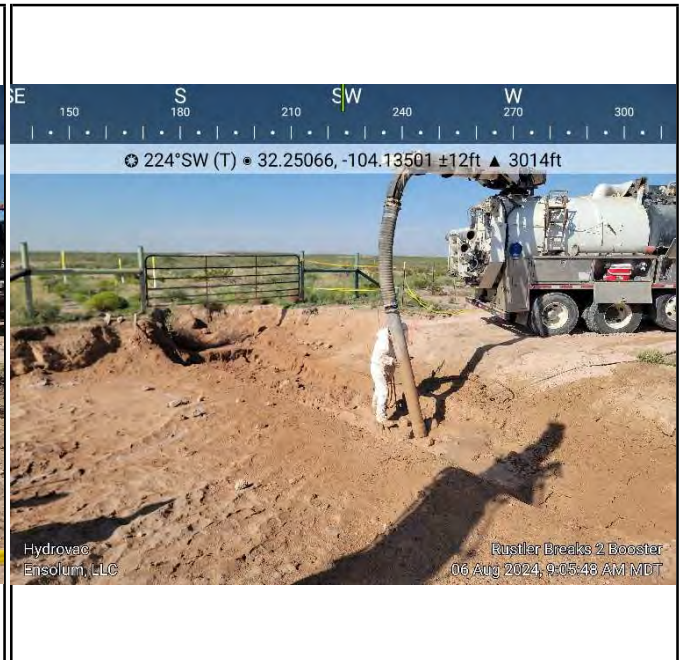 SE S SW W
150 180 210 240 270 300
224°SW (T) 32.25066, -104.13501 ±12ft ▲ 3014ft
Hydrovac
Ensolum, LLC
Rustler Breaks 2 Booster
06 Aug 2024, 9:05:48 AM MDT